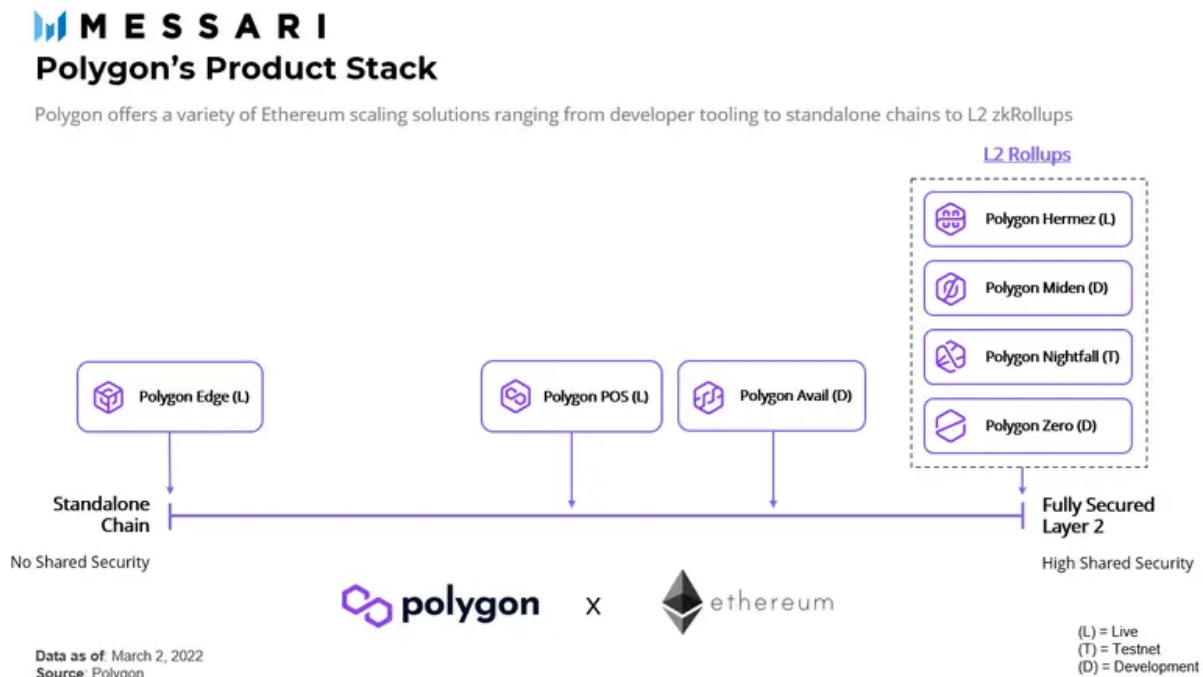 MESSARI
Polygon's Product Stack
Polygon offers a variety of Ethereum scaling solutions ranging from developer tooling to standalone chains to L2 zkRollups
L2 Rollups
Polygon Hermez (L)
Polygon Miden (D)
Polygon Nightfall (T)
Polygon Zero (D)
Polygon Edge (L)
Polygon POS (L)
Polygon Avail (D)
Standalone
Chain
No Shared Security
Fully Secured
Layer 2
High Shared Security
polygon x ethereum
(L) = Live
(T) = Testnet
(D) = Development
Data as of: March 2, 2022
Source: Polygon